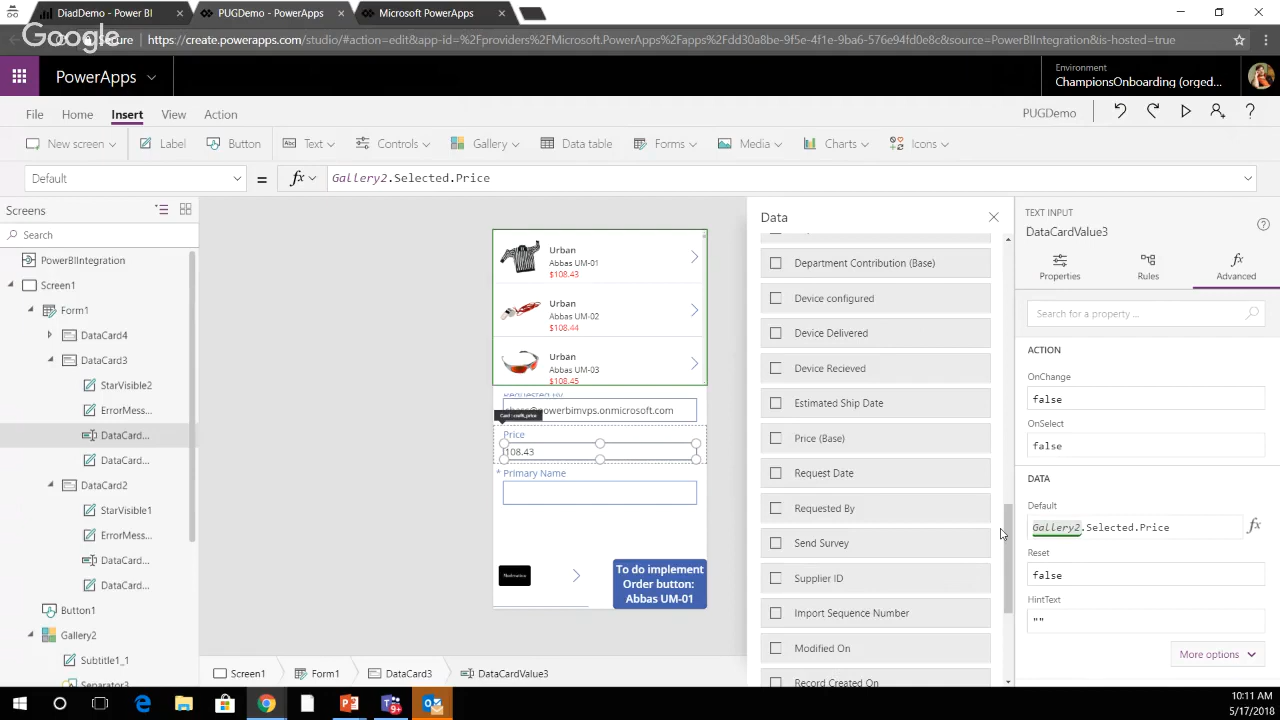 DiadDemo - Power BI
PUGDemo - PowerApps
Microsoft PowerApps
Google
Secure
https://create.powerapps.com/studio/#action=edit&app-id=%2Fproviders%2FMicrosoft.PowerApps%2Fapps%2Fdd30a8be-9f5e-4f1e-9ba6-576e94fd0e8c&source=PowerBIIntegration&is-hosted=true
PowerApps
Environment
ChampionsOnboarding (orged...
File
Home
Insert
View
Action
PUGDemo
New screen
Label
Button
Abc
Text
Controls
Gallery
Data table
Forms
Media
Charts
Icons
Default
=
fx
Gallery2.Selected.Price
Screens
Search
PowerBIIntegration
Screen1
Form1
DataCard4
DataCard3
StarVisible2
ErrorMess...
DataCard...
DataCard...
DataCard2
StarVisible1
ErrorMess...
DataCard...
DataCard...
Button1
Gallery2
Subtitle1_1
Separator3
Urban
Abbas UM-01
$108.43
Urban
Abbas UM-02
$108.44
Urban
Abbas UM-03
$108.45
Requested By
@powerbimvps.onmicrosoft.com
Price
108.43
* Primary Name
To do implement
Order button:
Abbas UM-01
Screen1
Form1
DataCard3
DataCardValue3
Data
Department Contribution (Base)
Device configured
Device Delivered
Device Recieved
Estimated Ship Date
Price (Base)
Request Date
Requested By
Send Survey
Supplier ID
Import Sequence Number
Modified On
Record Created On
TEXT INPUT
DataCardValue3
Properties
Rules
fx
Advanced
Search for a property ...
ACTION
OnChange
false
OnSelect
false
DATA
Default
Gallery2.Selected.Price
fx
Reset
false
HintText
""
More options
9+
10:11 AM
5/17/2018